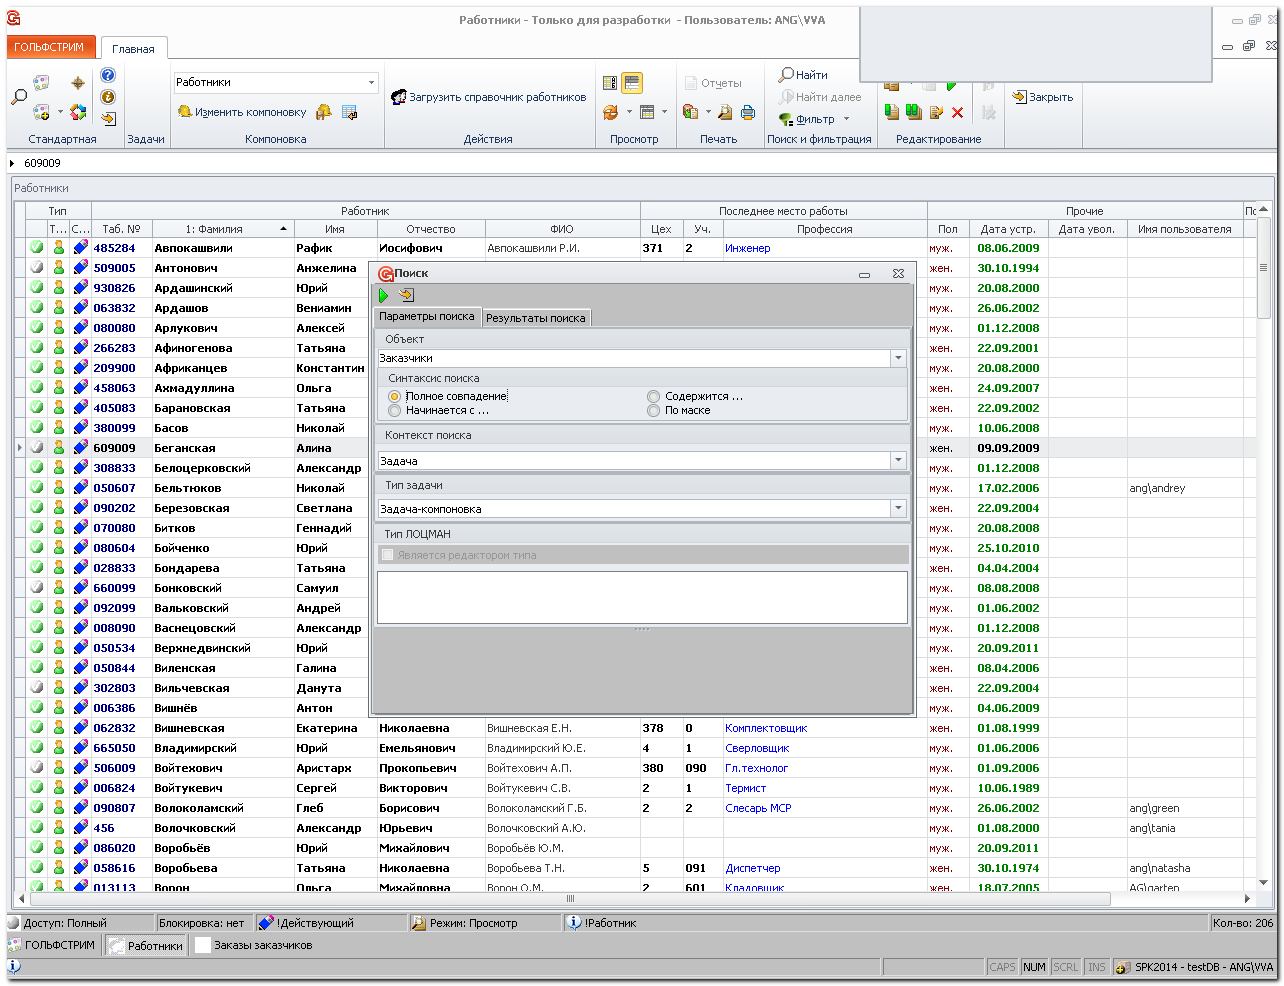 Работники - Только для разработки - Пользователь: ANG\VVA
ГОЛЬФСТРИМ Главная
Работники
Изменить компоновку
Загрузить справочник работников
Отчеты
Найти
Найти далее
Фильтр
Закрыть
Стандартная Задачи Компоновка Действия Просмотр Печать Поиск и фильтрация Редактирование
609009
Работники
Тип Работник Последнее место работы Прочие По
Т... С... Таб. № 1: Фамилия Имя Отчество ФИО Цех Уч. Профессия Пол Дата устр. Дата увол. Имя пользователя
485284 Авпокашвили Рафик Иосифович Авпокашвили Р.И. 371 2 Инженер муж. 08.06.2009
509005 Антонович Анжелина жен. 30.10.1994
930826 Ардашинский Юрий муж. 20.08.2000
063832 Ардашов Вениамин муж. 26.06.2002
080080 Арлукович Алексей муж. 01.12.2008
266283 Афиногенова Татьяна жен. 22.09.2001
209900 Африканцев Константин муж. 20.08.2000
458063 Ахмадуллина Ольга жен. 24.09.2007
405083 Барановская Татьяна жен. 22.09.2002
380099 Басов Николай муж. 10.06.2008
609009 Беганская Алина жен. 09.09.2009
308833 Белоцерковский Александр муж. 01.12.2008
050607 Бельтюков Николай муж. 17.02.2006 ang\andrey
090202 Березовская Светлана жен. 22.09.2004
070080 Битков Геннадий муж. 20.08.2008
080604 Бойченко Юрий муж. 25.10.2010
028833 Бондарева Татьяна жен. 04.04.2004
660099 Бонковский Самуил муж. 08.08.2008
092099 Вальковский Андрей муж. 01.06.2002
008090 Васнецовский Александр муж. 01.12.2008
050534 Верхнедвинский Юрий муж. 20.09.2011
050844 Виленская Галина жен. 08.04.2006
302803 Вильчевская Данута жен. 22.09.2004
006386 Вишнёв Антон муж. 04.06.2009
062832 Вишневская Екатерина Николаевна Вишневская Е.Н. 378 0 Комплектовщик жен. 01.08.1999
665050 Владимирский Юрий Емельянович Владимирский Ю.Е. 4 1 Сверловщик муж. 01.06.2006
506009 Войтехович Аристарх Прокопьевич Войтехович А.П. 380 090 Гл.технолог муж. 01.09.2006
006824 Войтукевич Сергей Викторович Войтукевич С.В. 2 1 Термист муж. 10.06.1989
090807 Волоколамский Глеб Борисович Волоколамский Г.Б. 2 2 Слесарь МСР муж. 26.06.2002 ang\green
456 Волочковский Александр Юрьевич Волочковский А.Ю. муж. 01.08.2000 ang\tania
086020 Воробьёв Юрий Михайлович Воробьёв Ю.М. муж. 20.09.2011
058616 Воробьева Татьяна Николаевна Воробьева Т.Н. 5 091 Диспетчер жен. 30.10.1974 ang\natasha
013113 Ворон Ольга Михайловна Ворон О.М. 2 601 Кладовщик жен. 18.07.2005 AG\garten
Поиск
Параметры поиска Результаты поиска
Объект
Заказчики
Синтаксис поиска
Полное совпадение Содержится ...
Начинается с ... По маске
Контекст поиска
Задача
Тип задачи
Задача-компоновка
Тип ЛОЦМАН
Является редактором типа
Доступ: Полный Блокировка: нет !Действующий Режим: Просмотр !Работник Кол-во: 206
ГОЛЬФСТРИМ Работники Заказы заказчиков
CAPS NUM SCRL INS SPK2014 - testDB - ANG\VVA